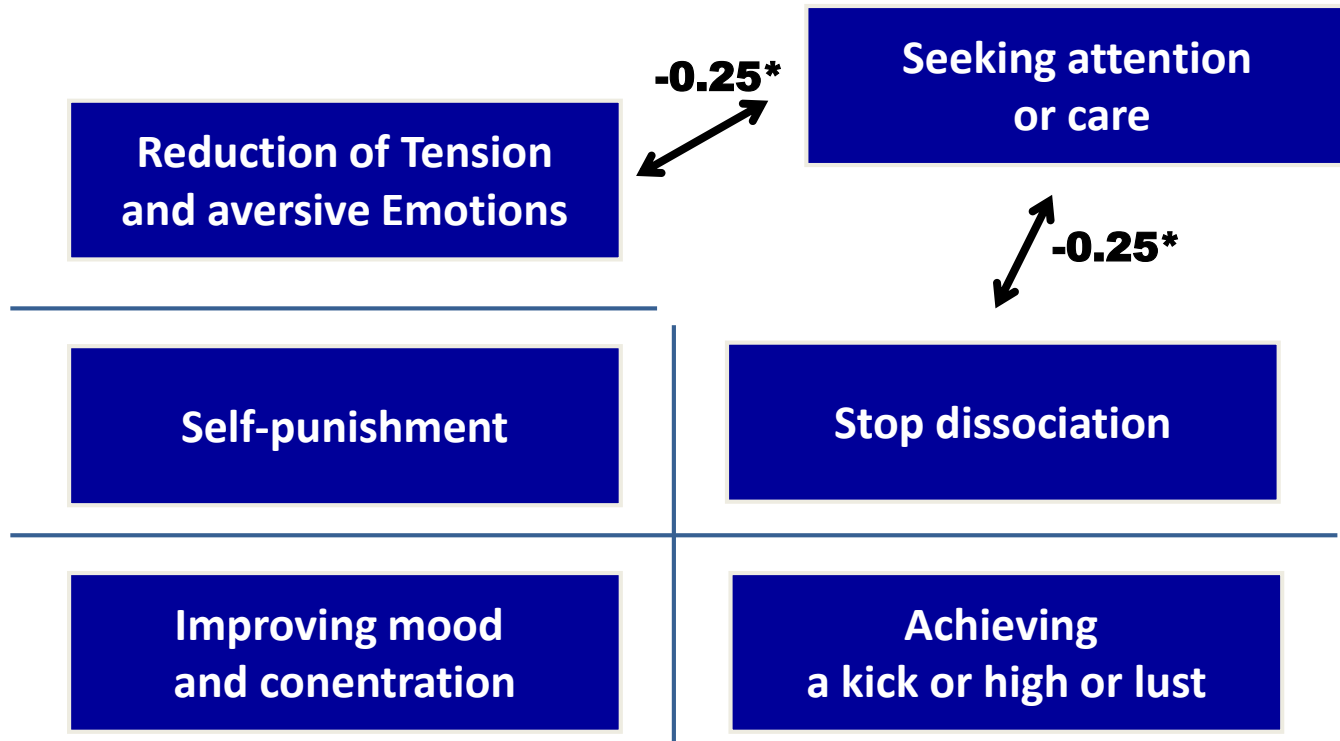 Seeking attention
or care
-0.25*
Reduction of Tension
and aversive Emotions
-0.25*
Self-punishment
Stop dissociation
Improving mood
and conentration
Achieving
a kick or high or lust